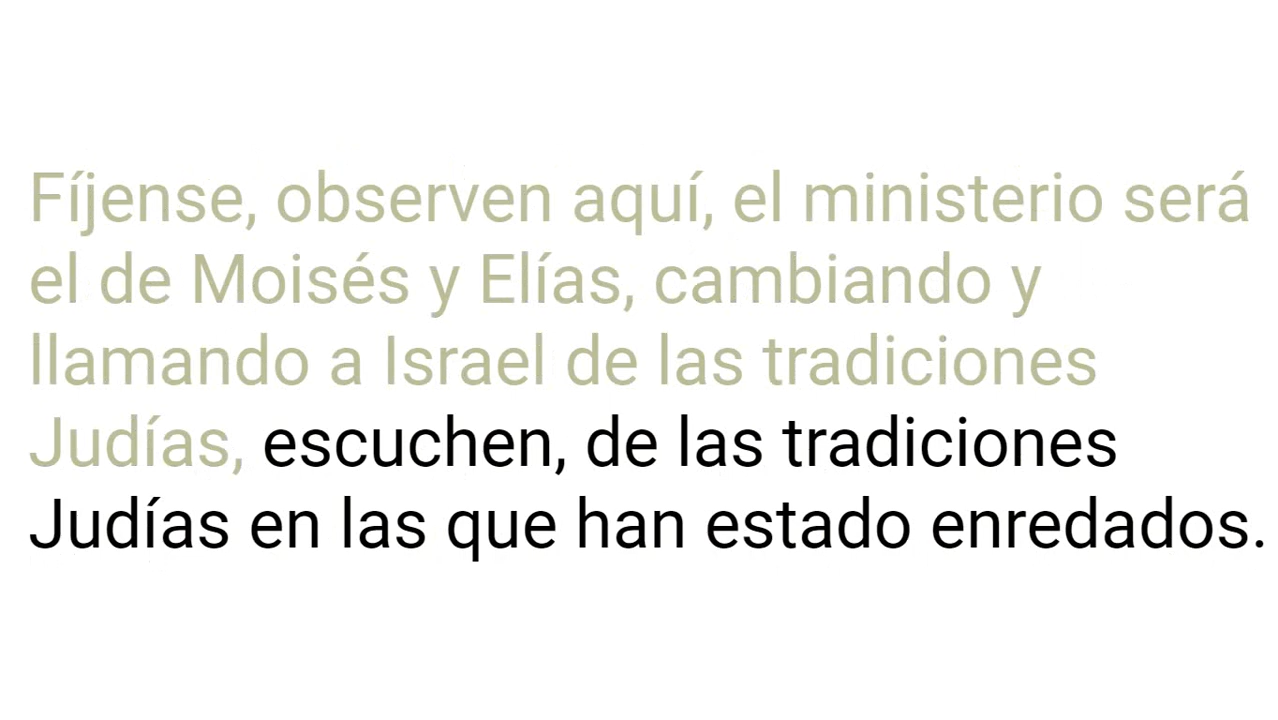 Fíjense, observen aquí, el ministerio será
el de Moisés y Elías, cambiando y
llamando a Israel de las tradiciones
Judías, escuchen, de las tradiciones
Judías en las que han estado enredados.